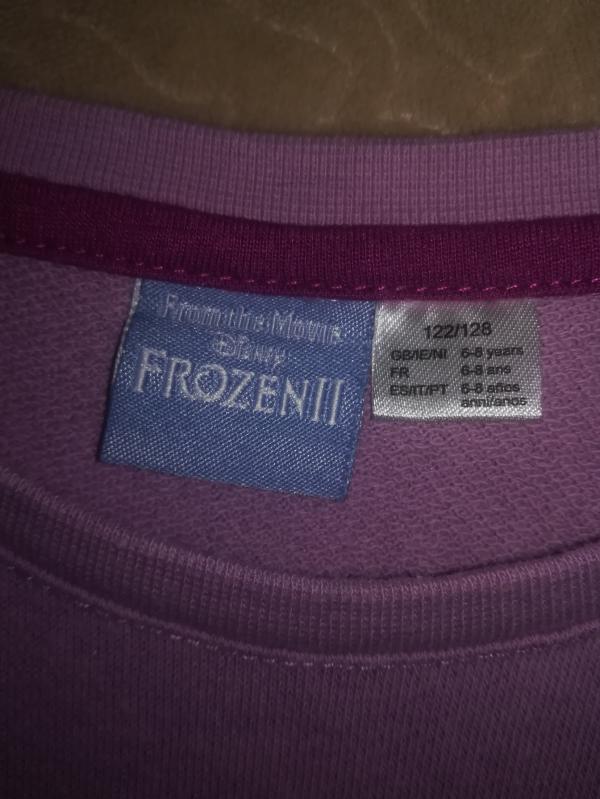 From the Movie
Disney
FROZEN II
122/128
GB/IE/NI 6-8 years
FR 6-8 ans
ES/IT/PT 6-8 años
anni/anos